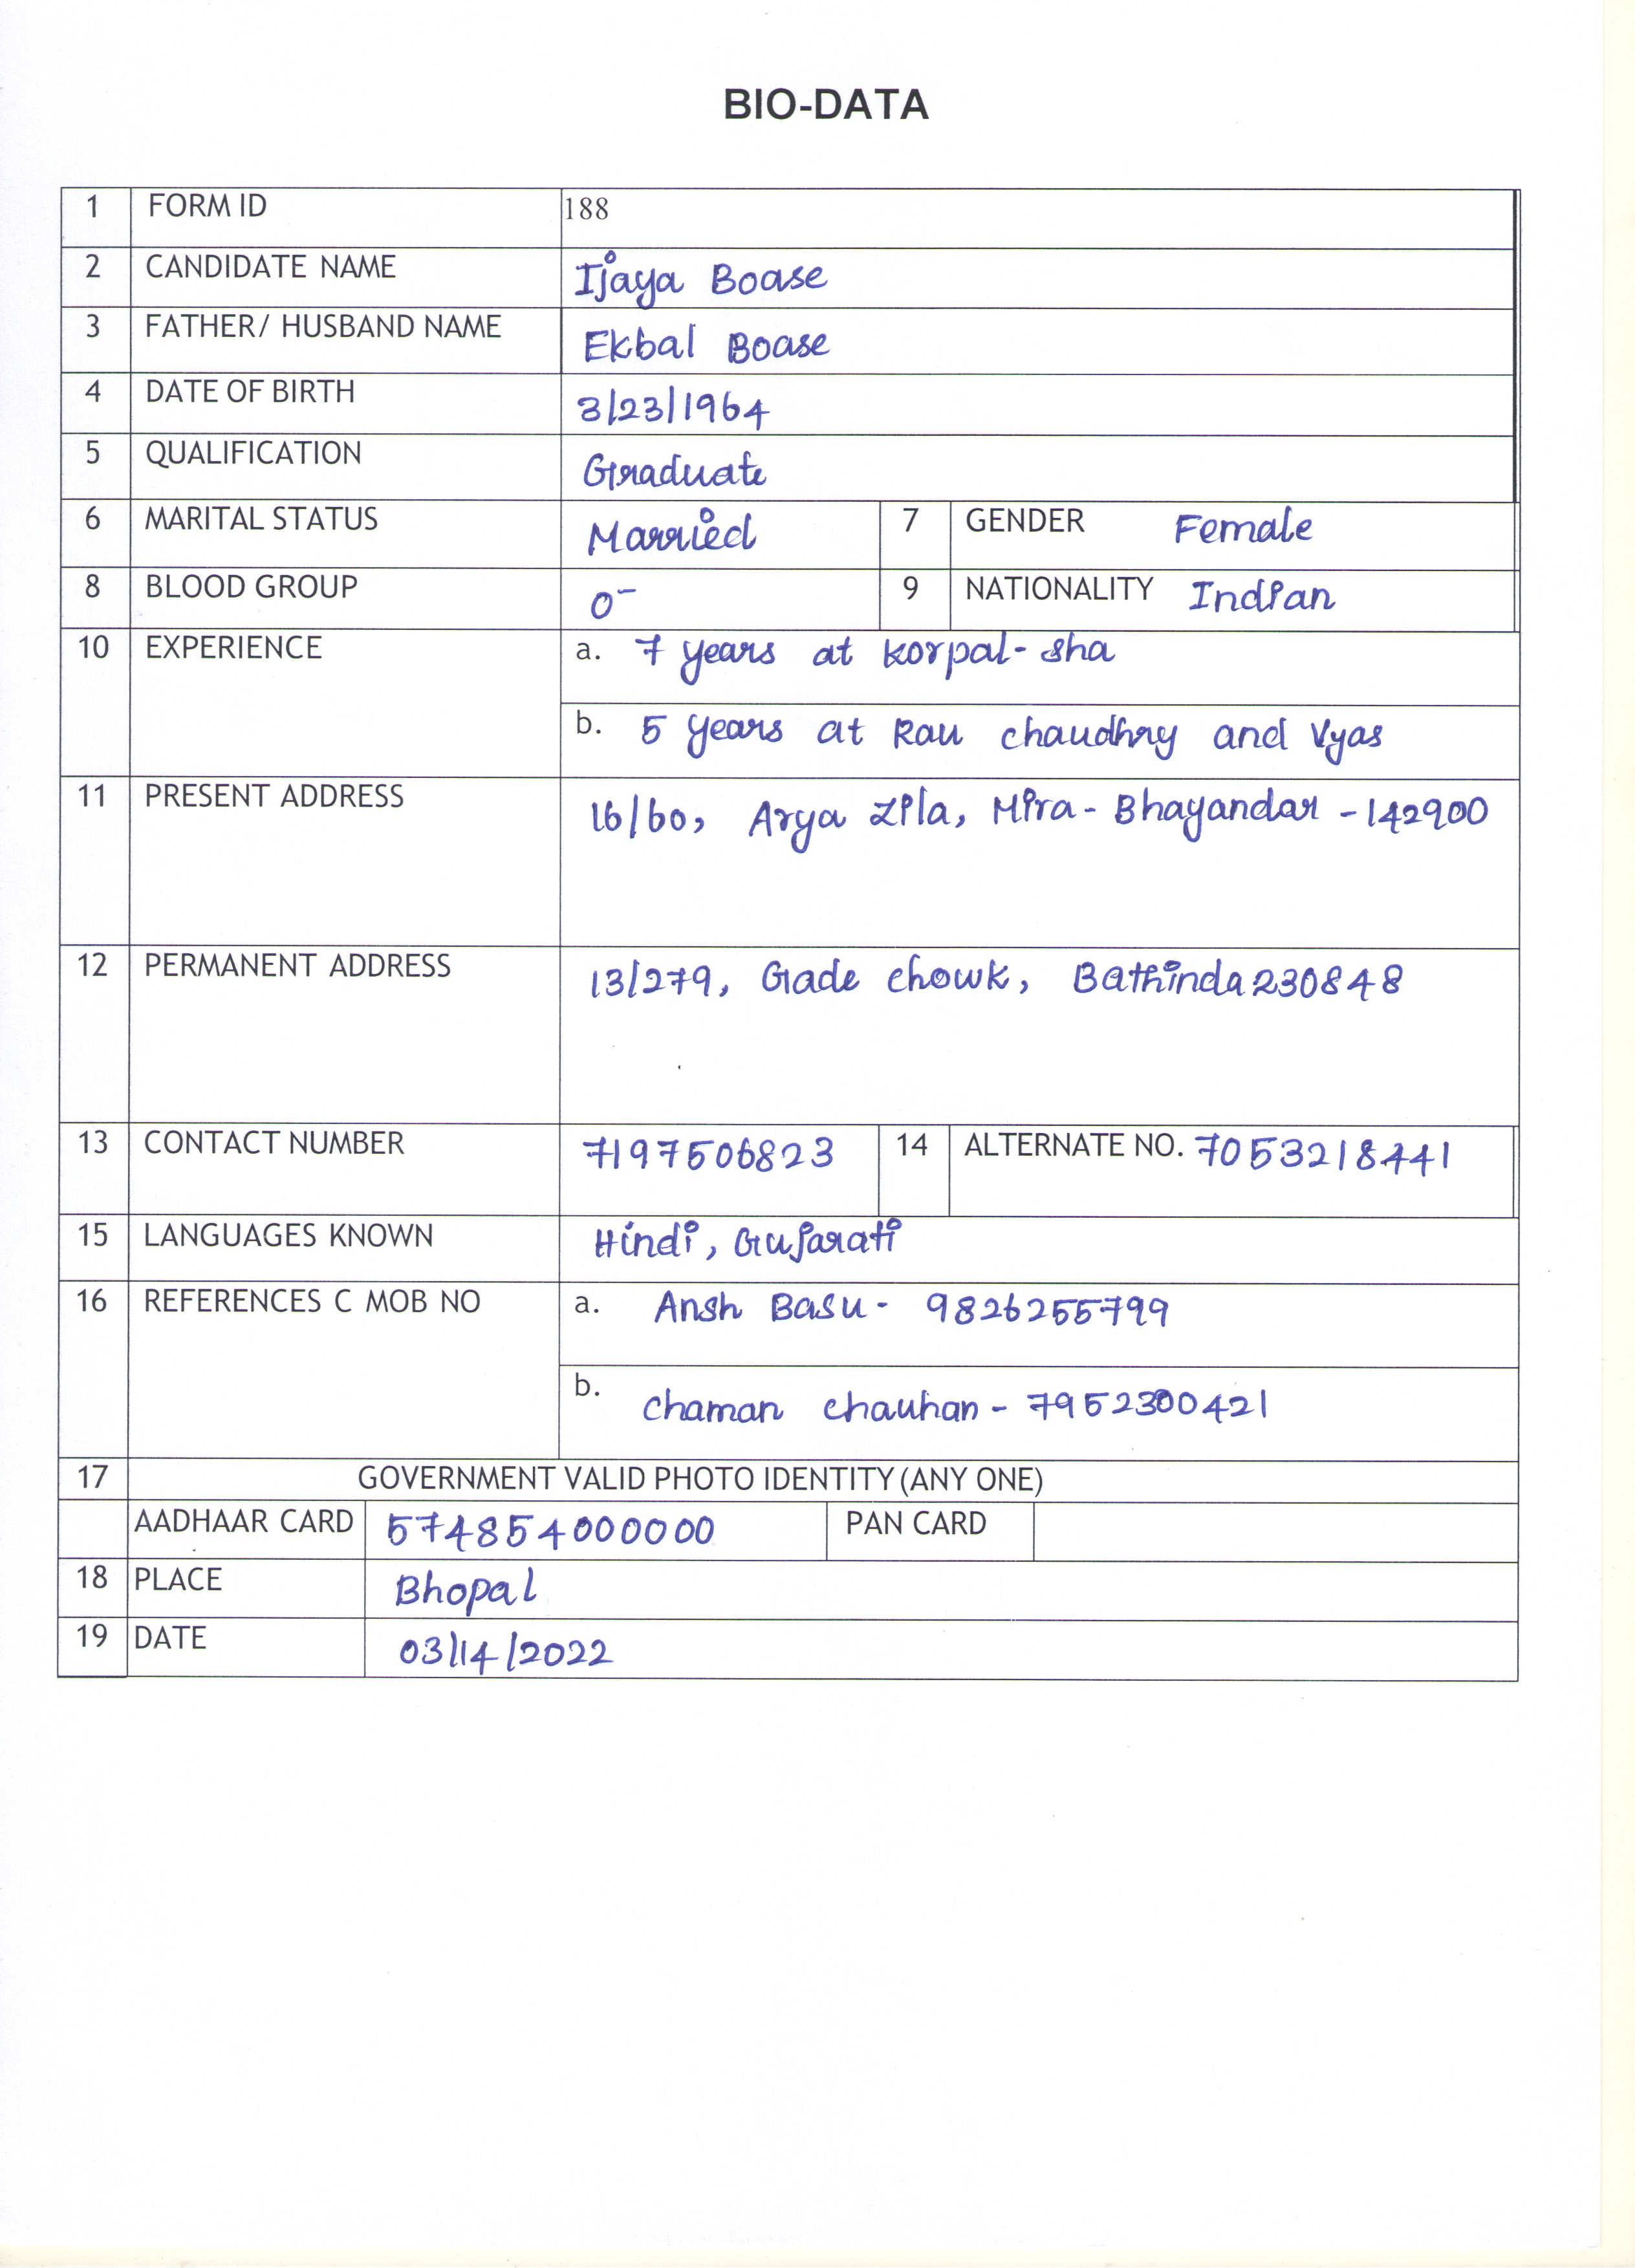 BIO-DATA
1 FORM ID 188
2 CANDIDATE NAME Ijaya Boase
3 FATHER/ HUSBAND NAME Ekbal Boase
4 DATE OF BIRTH 3/23/1964
5 QUALIFICATION Graduate
6 MARITAL STATUS Married 7 GENDER Female
8 BLOOD GROUP O- 9 NATIONALITY Indian
10 EXPERIENCE a. 7 years at Korpal-sha
b. 5 years at Rau chaudhry and Vyas
11 PRESENT ADDRESS 16/60, Arya Zila, Mira-Bhayandar -142900
12 PERMANENT ADDRESS 13/279, Gade chowk, Bathinda 230848
13 CONTACT NUMBER 7197506823 14 ALTERNATE NO. 7053218441
15 LANGUAGES KNOWN Hindi, Gujarati
16 REFERENCES C MOB NO a. Ansh Basu - 9826255799
b. chaman chauhan - 7952300421
17 GOVERNMENT VALID PHOTO IDENTITY (ANY ONE)
AADHAAR CARD 574854000000 PAN CARD
18 PLACE Bhopal
19 DATE 03/14/2022